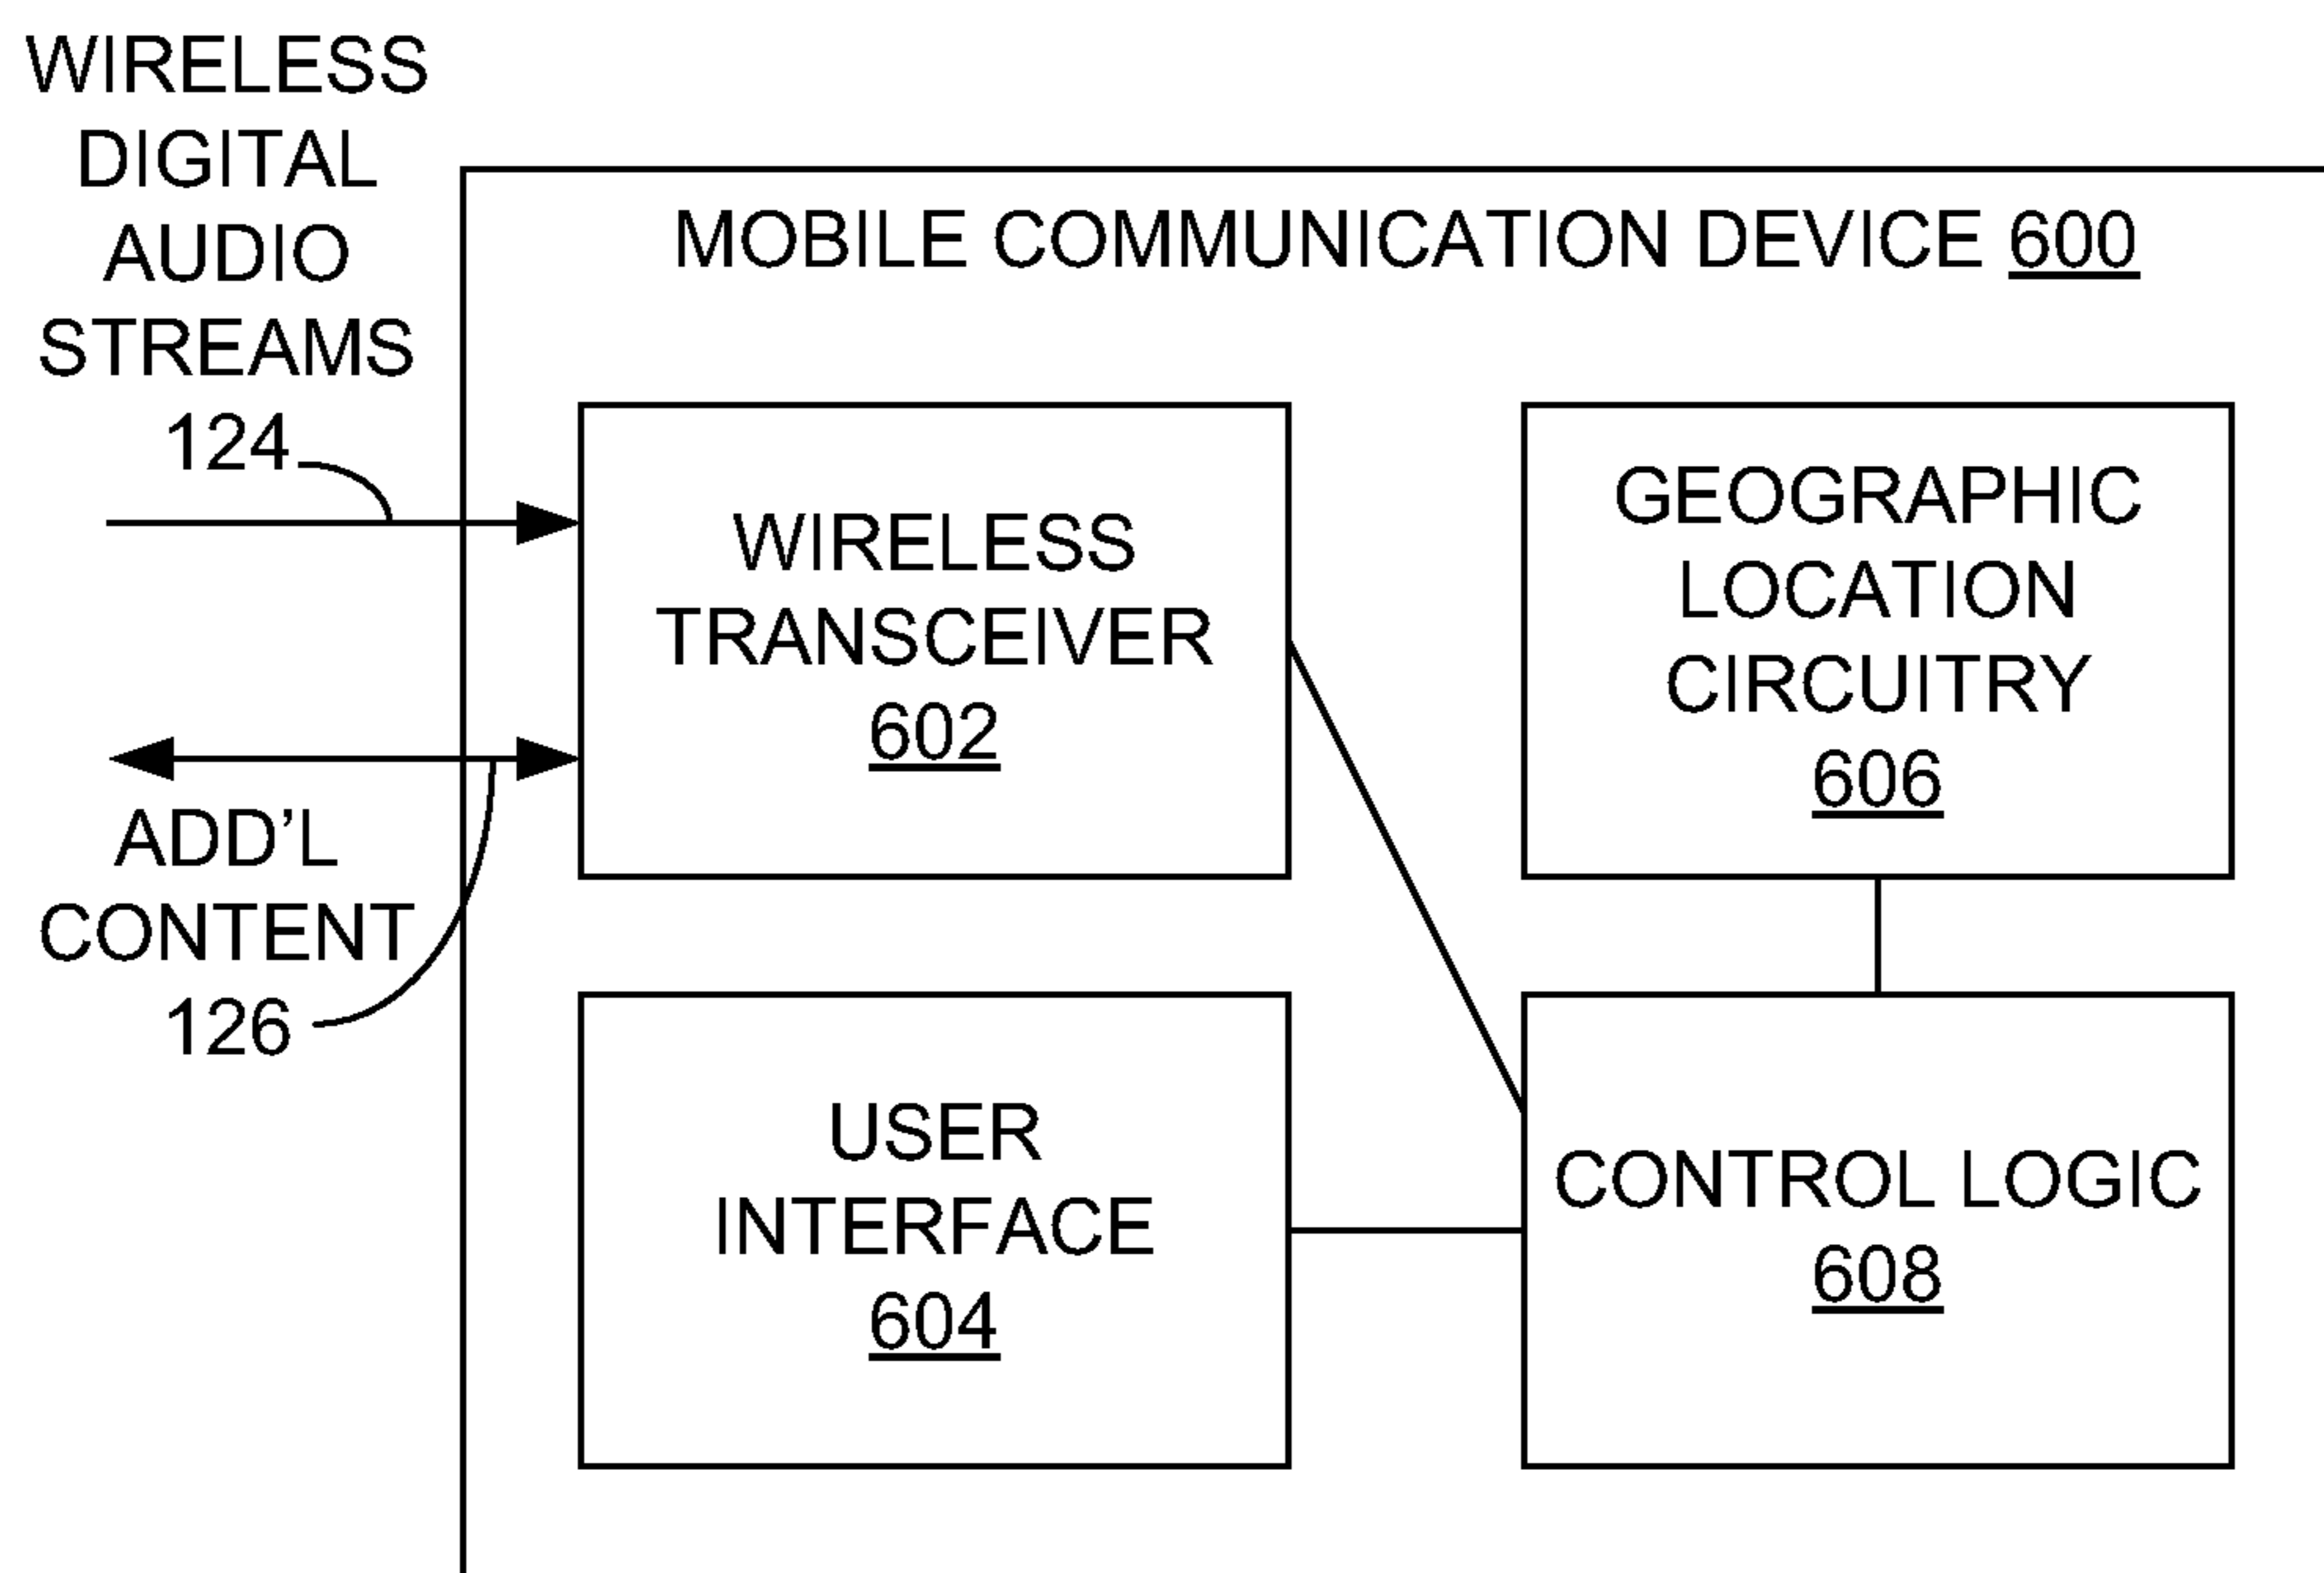 WIRELESS
DIGITAL
AUDIO
STREAMS
124
MOBILE COMMUNICATION DEVICE 600
WIRELESS
TRANSCEIVER
602
GEOGRAPHIC
LOCATION
CIRCUITRY
606
ADD’L
CONTENT
126
USER
INTERFACE
604
CONTROL LOGIC
608